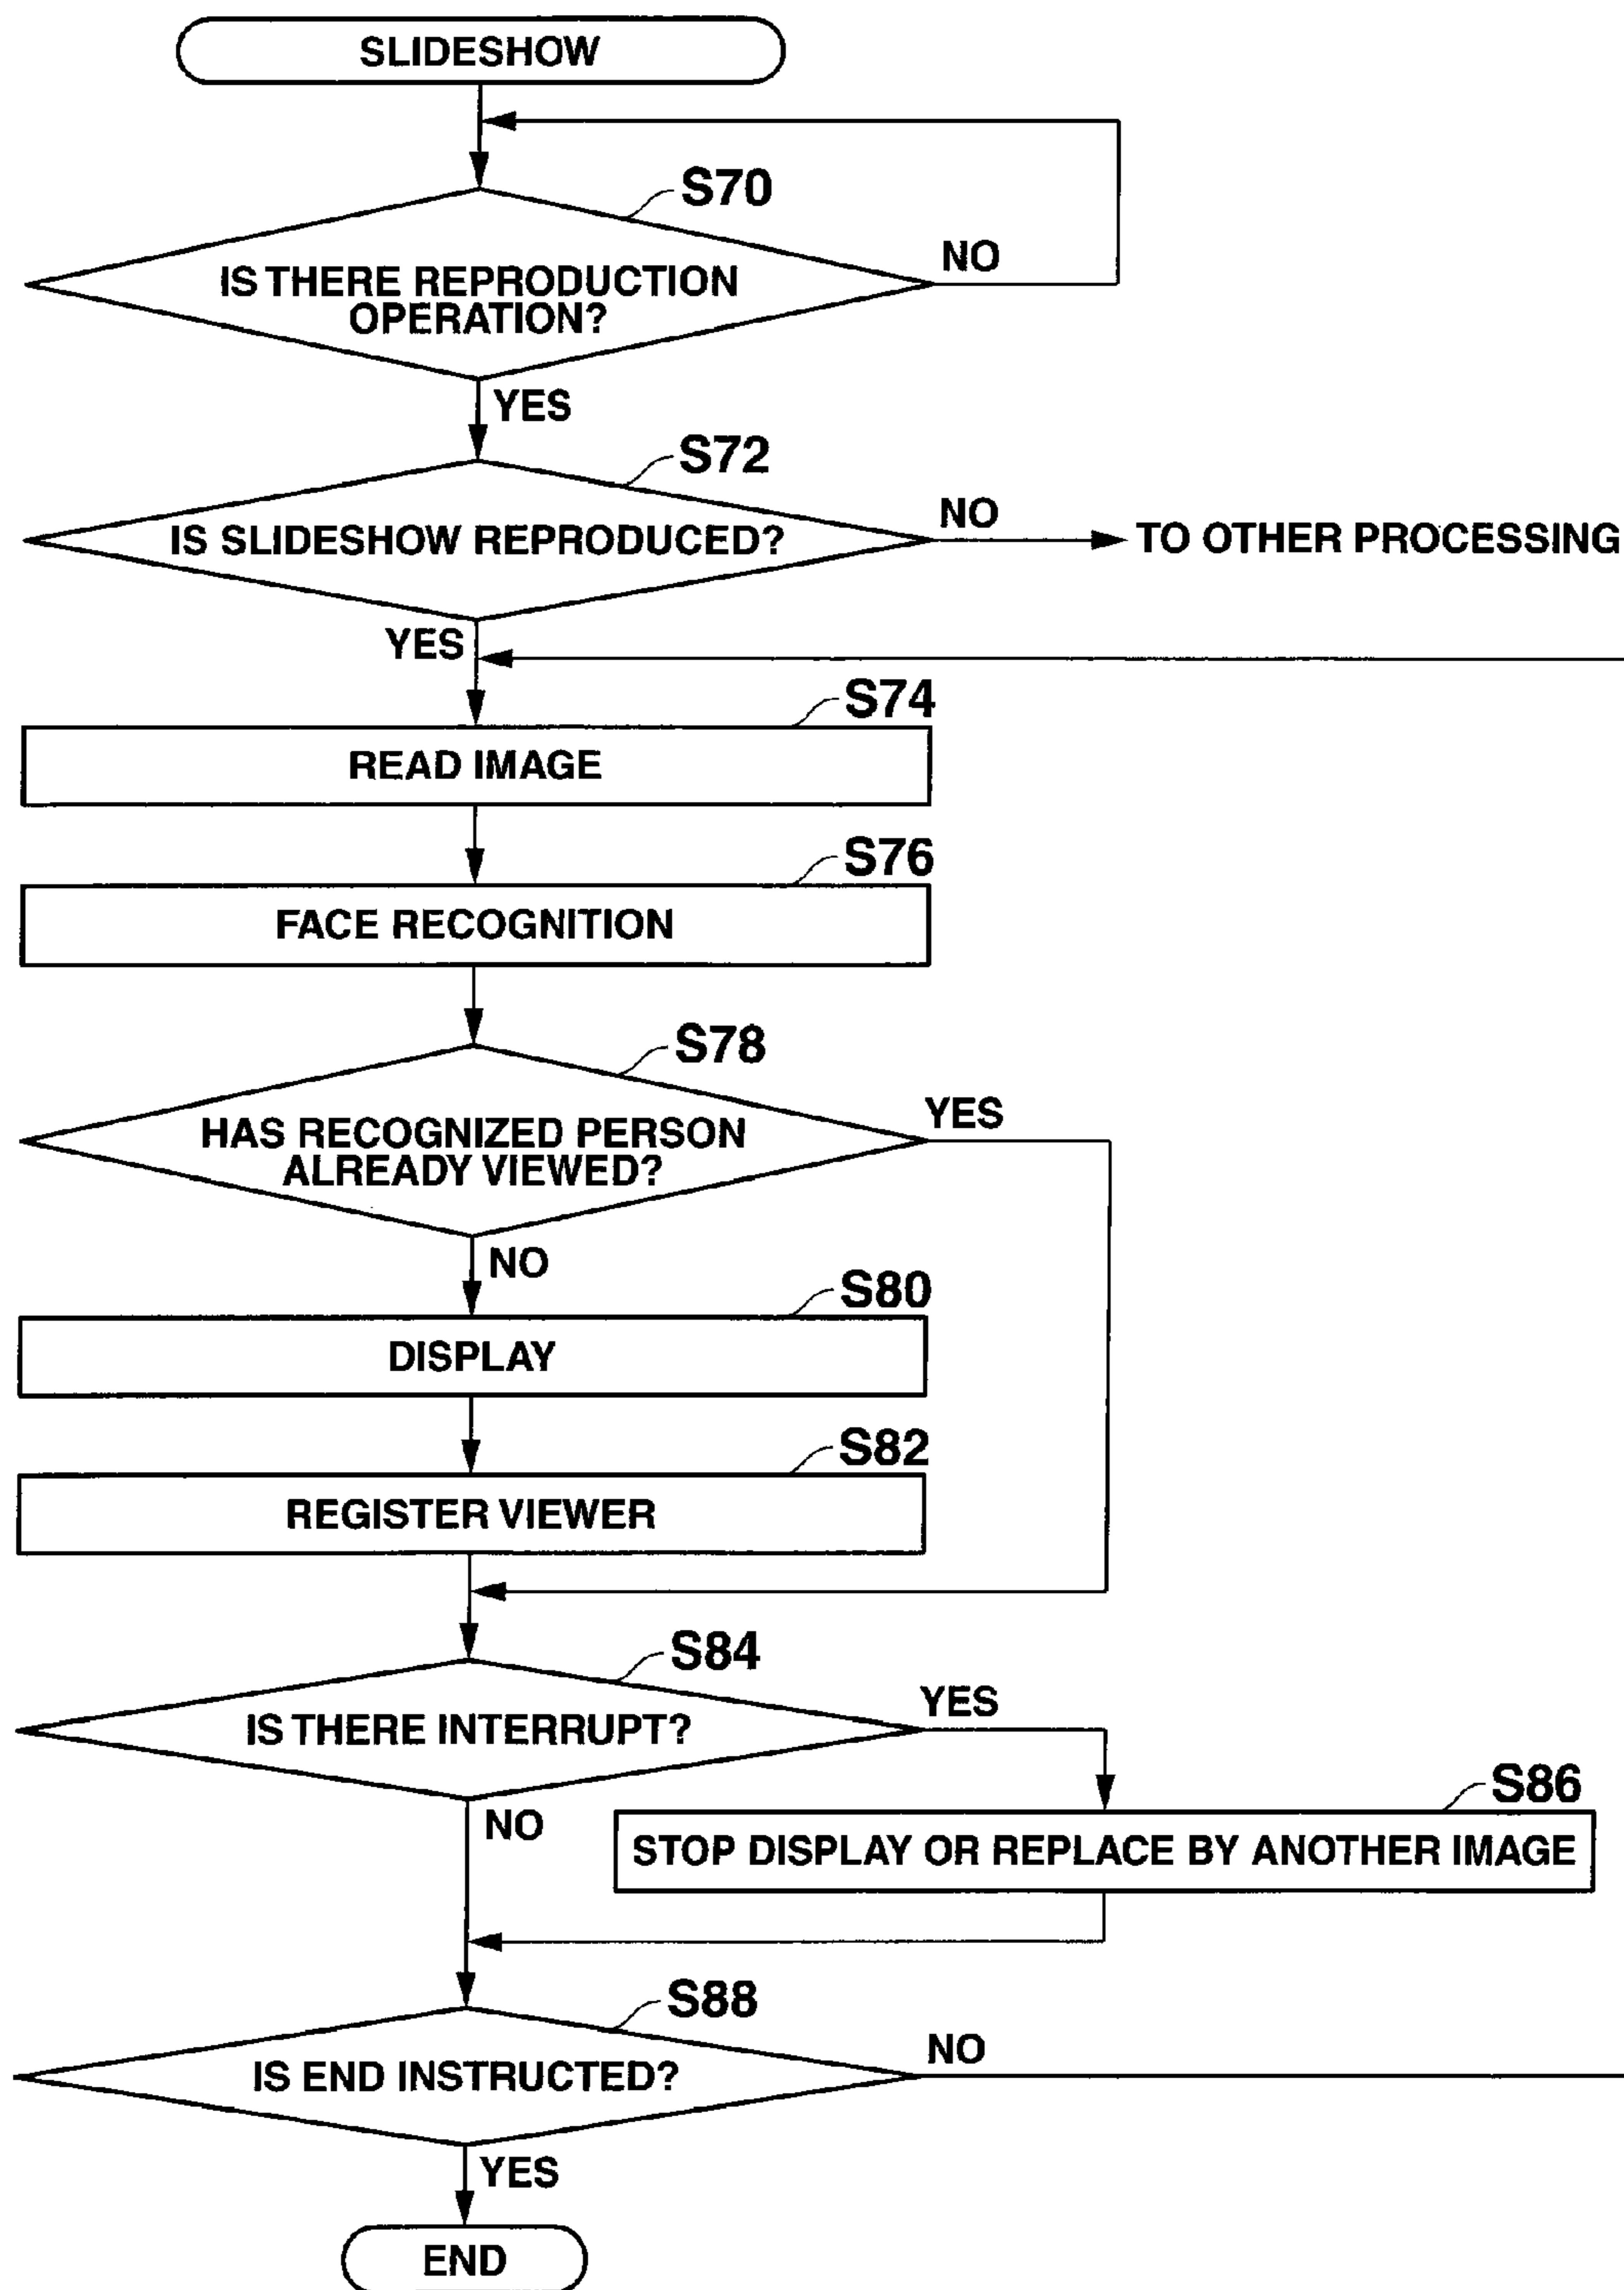 SLIDESHOW
S70
IS THERE REPRODUCTION
OPERATION?
NO
YES
S72
IS SLIDESHOW REPRODUCED?
NO
TO OTHER PROCESSING
YES
S74
READ IMAGE
S76
FACE RECOGNITION
S78
HAS RECOGNIZED PERSON
ALREADY VIEWED?
YES
NO
S80
DISPLAY
S82
REGISTER VIEWER
S84
IS THERE INTERRUPT?
YES
NO
S86
STOP DISPLAY OR REPLACE BY ANOTHER IMAGE
S88
IS END INSTRUCTED?
NO
YES
END